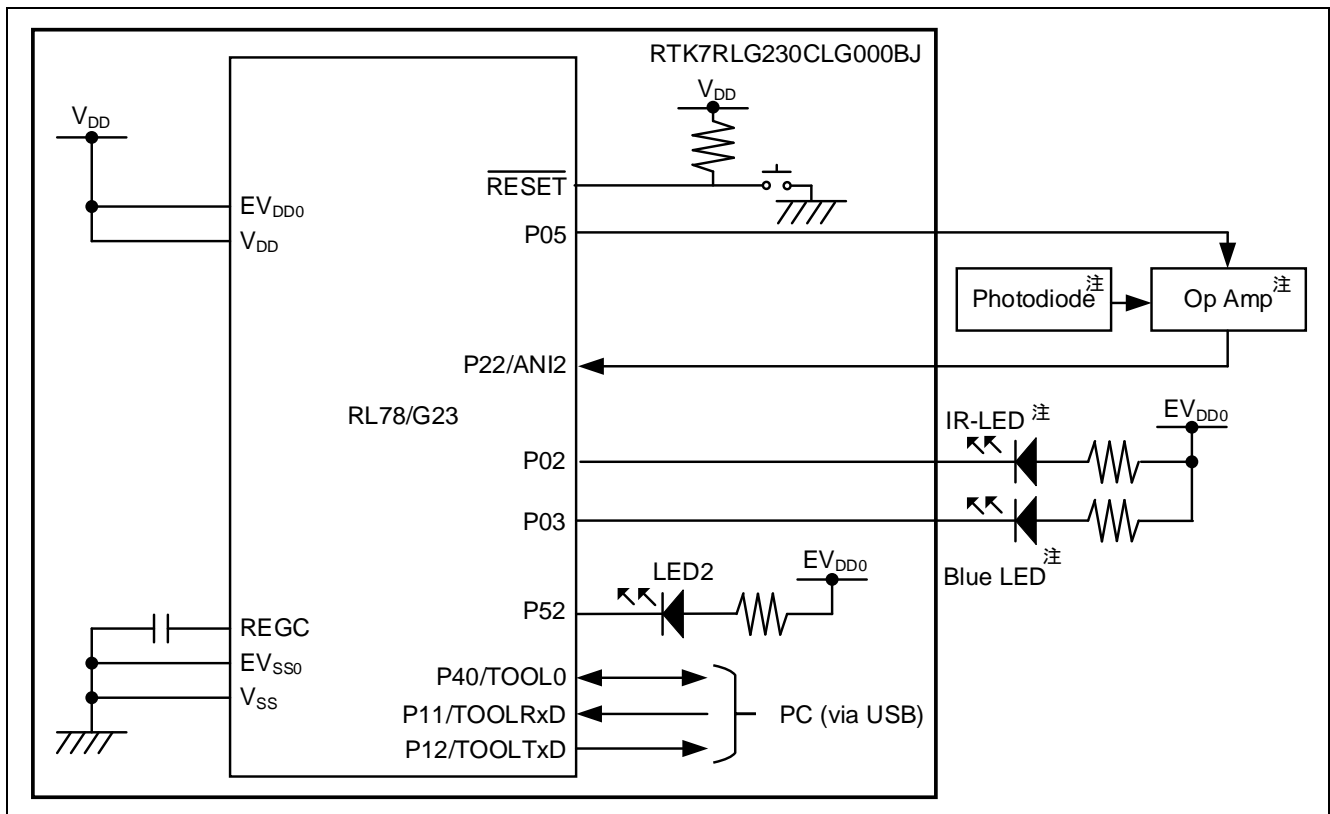 RTK7RLG230CLG000BJ
VDD
VDD
RESET
EVDD0
P05
VDD
Photodiode注
Op Amp注
P22/ANI2
RL78/G23
IR-LED注
EVDD0
P02
P03
Blue LED注
LED2
EVDD0
P52
REGC
EVSS0
P40/TOOL0
VSS
P11/TOOLRxD
PC (via USB)
P12/TOOLTxD